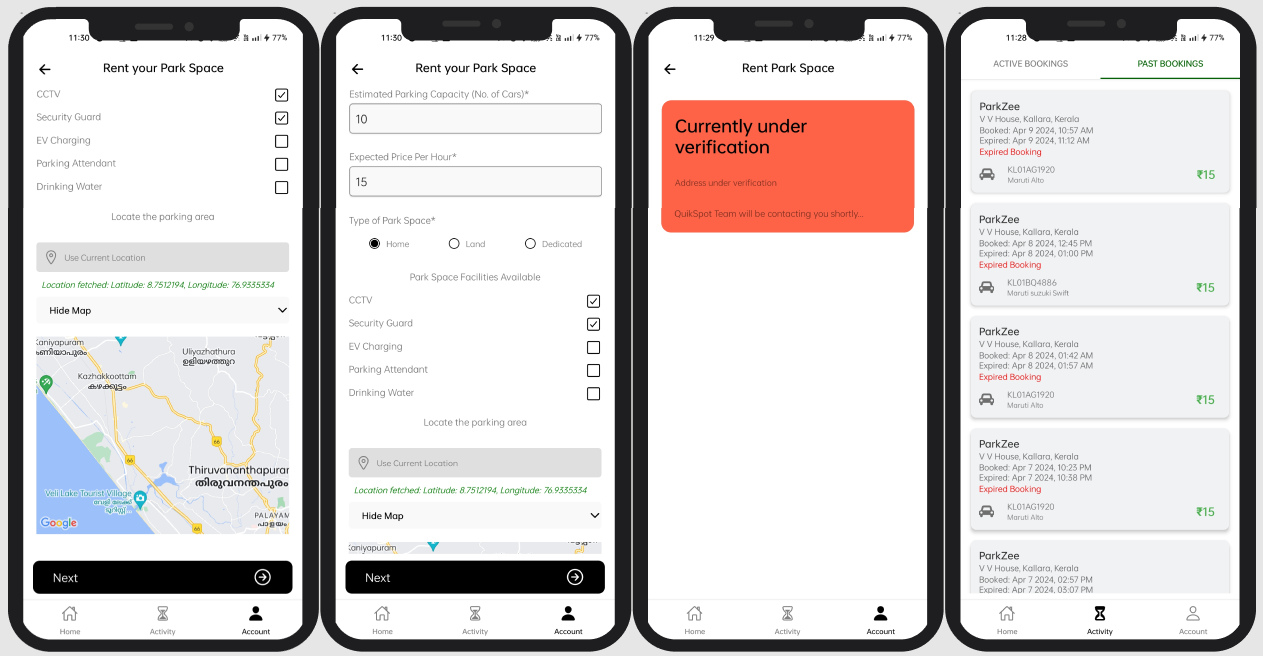 11:30 77%
Rent your Park Space
CCTV
Security Guard
EV Charging
Parking Attendant
Drinking Water
Locate the parking area
Use Current Location
Location fetched: Latitude: 8.7512194, Longitude: 76.9335334
Hide Map
Kaniyapuram
കണിയാപുരം
Uliyazhathura
ഉളിയഴത്തുറ
Kazhakkoottam
കഴക്കൂട്ടം
66
66
Thiruvananthapuram
തിരുവനന്തപുരം
Veli Lake Tourist Village
PALAYAM
പാളയം
Google
66
Next
Home Activity Account
11:30 77%
Rent your Park Space
Estimated Parking Capacity (No. of Cars)*
10
Expected Price Per Hour*
15
Type of Park Space*
Home Land Dedicated
Park Space Facilities Available
CCTV
Security Guard
EV Charging
Parking Attendant
Drinking Water
Locate the parking area
Use Current Location
Location fetched: Latitude: 8.7512194, Longitude: 76.9335334
Hide Map
Kaniyapuram
Next
Home Activity Account
11:29 77%
Rent Park Space
Currently under
verification
Address under verification
QuikSpot Team will be contacting you shortly...
Home Activity Account
11:28 77%
ACTIVE BOOKINGS PAST BOOKINGS
ParkZee
V V House, Kallara, Kerala
Booked: Apr 9 2024, 10:57 AM
Expired: Apr 9 2024, 11:12 AM
Expired Booking
KL01AG1920
Maruti Alto
₹15
ParkZee
V V House, Kallara, Kerala
Booked: Apr 8 2024, 12:45 PM
Expired: Apr 8 2024, 01:00 PM
Expired Booking
KL01BQ4886
Maruti suzuki Swift
₹15
ParkZee
V V House, Kallara, Kerala
Booked: Apr 8 2024, 01:42 AM
Expired: Apr 8 2024, 01:57 AM
Expired Booking
KL01AG1920
Maruti Alto
₹15
ParkZee
V V House, Kallara, Kerala
Booked: Apr 7 2024, 10:23 PM
Expired: Apr 7 2024, 10:38 PM
Expired Booking
KL01AG1920
Maruti Alto
₹15
ParkZee
V V House, Kallara, Kerala
Booked: Apr 7 2024, 02:57 PM
Expired: Apr 7 2024, 03:07 PM
Home Activity Account